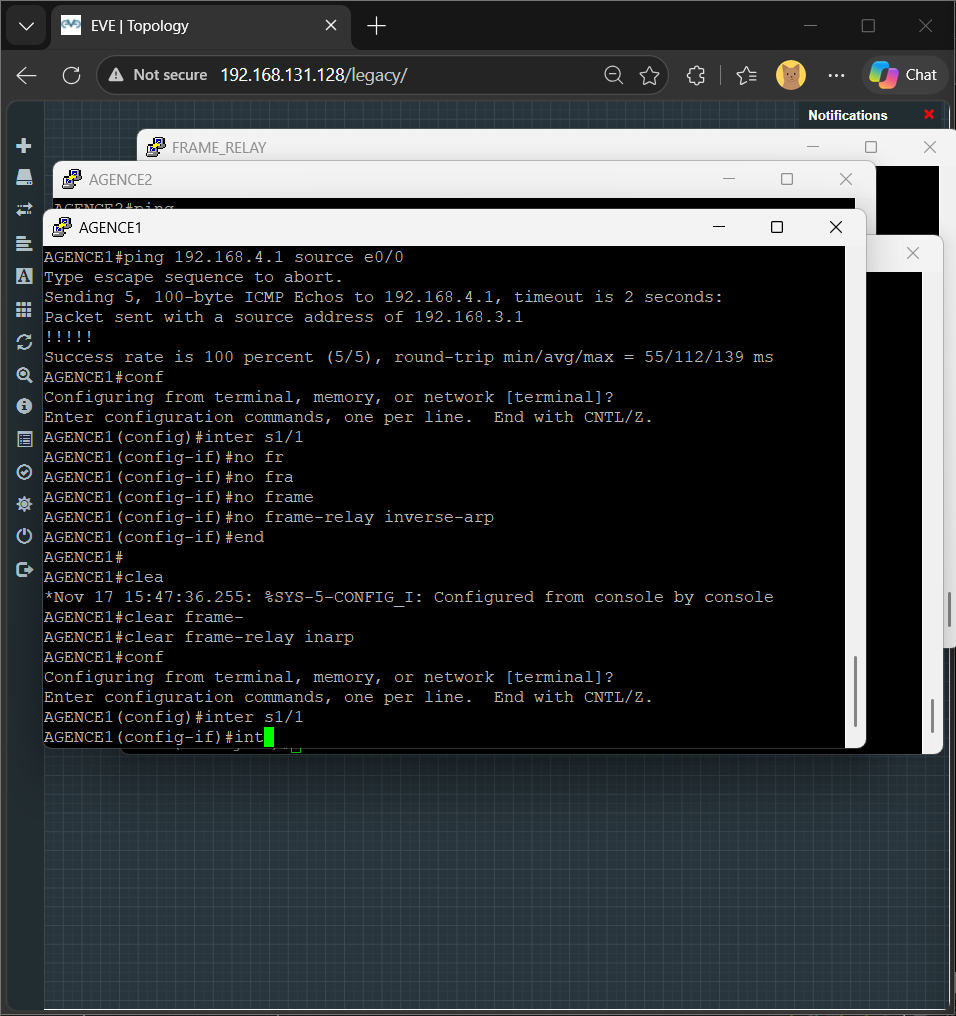 EVE | Topology
Not secure 192.168.131.128/legacy/
Chat
Notifications
FRAME_RELAY
AGENCE2
AGENCE2#ping
AGENCE1
AGENCE1#ping 192.168.4.1 source e0/0
Type escape sequence to abort.
Sending 5, 100-byte ICMP Echos to 192.168.4.1, timeout is 2 seconds:
Packet sent with a source address of 192.168.3.1
!!!!!
Success rate is 100 percent (5/5), round-trip min/avg/max = 55/112/139 ms
AGENCE1#conf
Configuring from terminal, memory, or network [terminal]?
Enter configuration commands, one per line.  End with CNTL/Z.
AGENCE1(config)#inter s1/1
AGENCE1(config-if)#no fr
AGENCE1(config-if)#no fra
AGENCE1(config-if)#no frame
AGENCE1(config-if)#no frame-relay inverse-arp
AGENCE1(config-if)#end
AGENCE1#
AGENCE1#clea
*Nov 17 15:47:36.255: %SYS-5-CONFIG_I: Configured from console by console
AGENCE1#clear frame-
AGENCE1#clear frame-relay inarp
AGENCE1#conf
Configuring from terminal, memory, or network [terminal]?
Enter configuration commands, one per line.  End with CNTL/Z.
AGENCE1(config)#inter s1/1
AGENCE1(config-if)#int